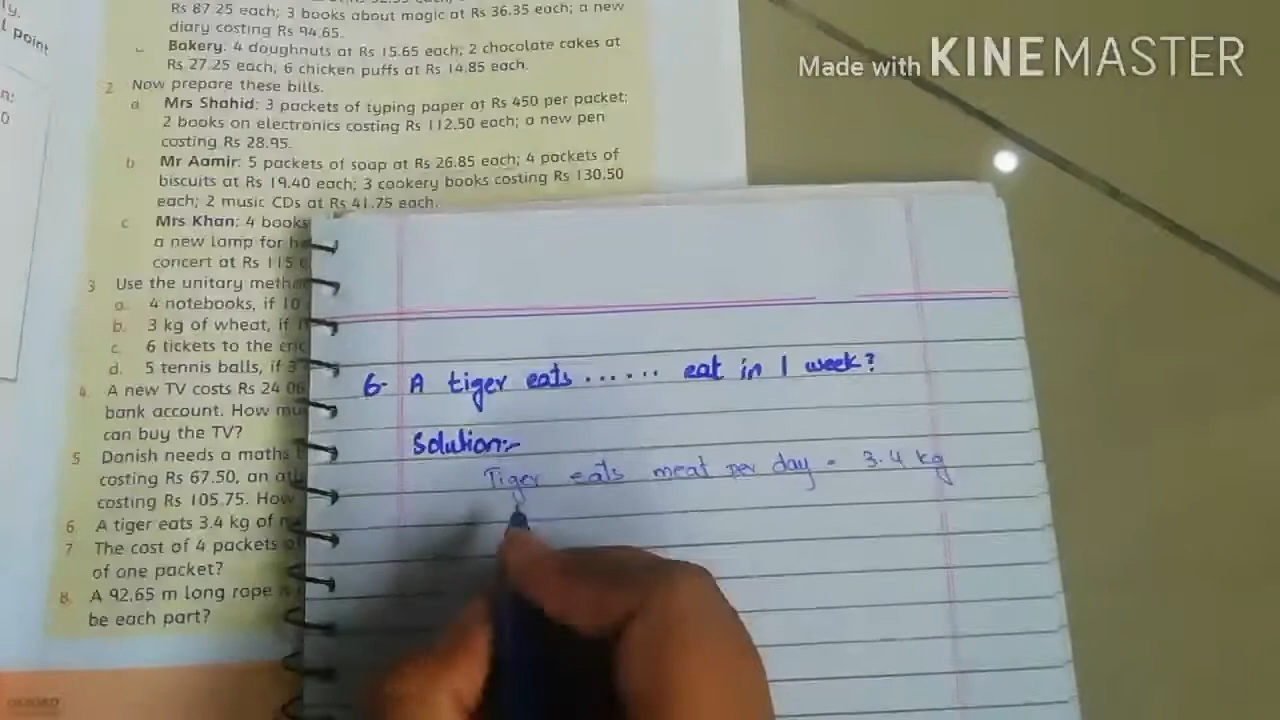 ly.
l point
n:
0
Rs 87.25 each; 3 books about magic at Rs 36.35 each; a new
diary costing Rs 94.65.
Bakery: 4 doughnuts at Rs 15.65 each; 2 chocolate cakes at
Rs 27.25 each; 6 chicken puffs at Rs 14.85 each.
2 Now prepare these bills.
a Mrs Shahid: 3 packets of typing paper at Rs 450 per packet;
2 books on electronics costing Rs 112.50 each; a new pen
costing Rs 28.95.
b Mr Aamir: 5 packets of soap at Rs 26.85 each; 4 packets of
biscuits at Rs 19.40 each; 3 cookery books costing Rs 130.50
each; 2 music CDs at Rs 41.75 each.
c Mrs Khan: 4 books
a new lamp for
concert at Rs 115
3 Use the unitary
a. 4 notebooks, if 10
b. 3 kg of wheat, if
c. 6 tickets to the
d. 5 tennis balls, if
4. A new TV costs Rs 24
bank account. How
can buy the TV?
5 Danish needs a maths
costing Rs 67.50, an
costing Rs 105.75. How
6. A tiger eats 3.4 kg of
7 The cost of 4 packets
of one packet?
8. A 92.65 m long rope
be each part?
Made with KINEMASTER
6- A tiger eats ...... eat in 1 week?
Solution:-
Tiger eats meat per day = 3.4 kg